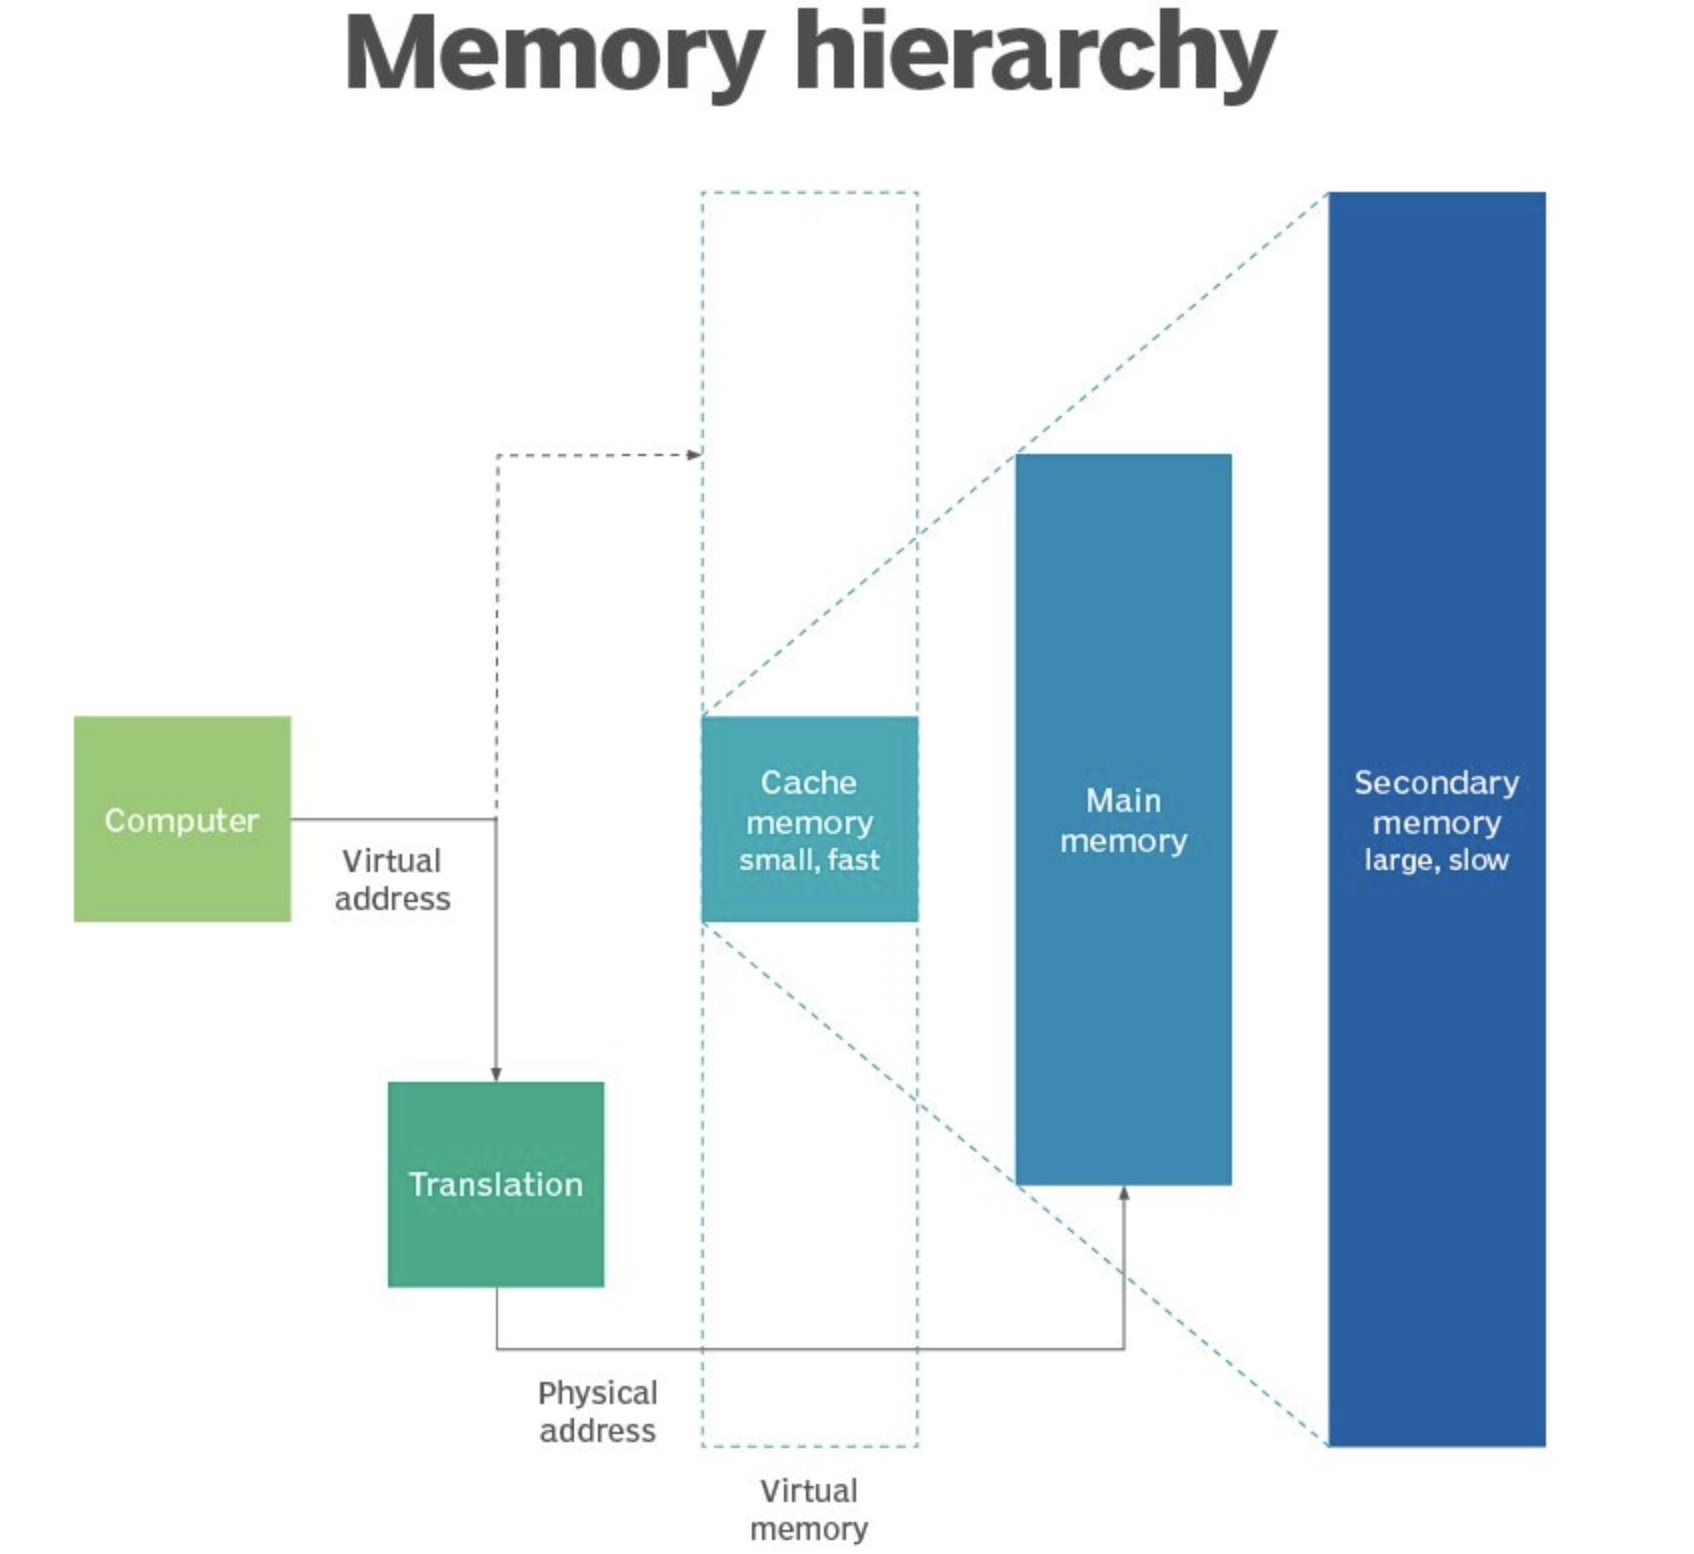 Memory hierarchy
Computer
Virtual
address
Translation
Physical
address
Cache
memory
small, fast
Virtual
memory
Main
memory
Secondary
memory
large, slow